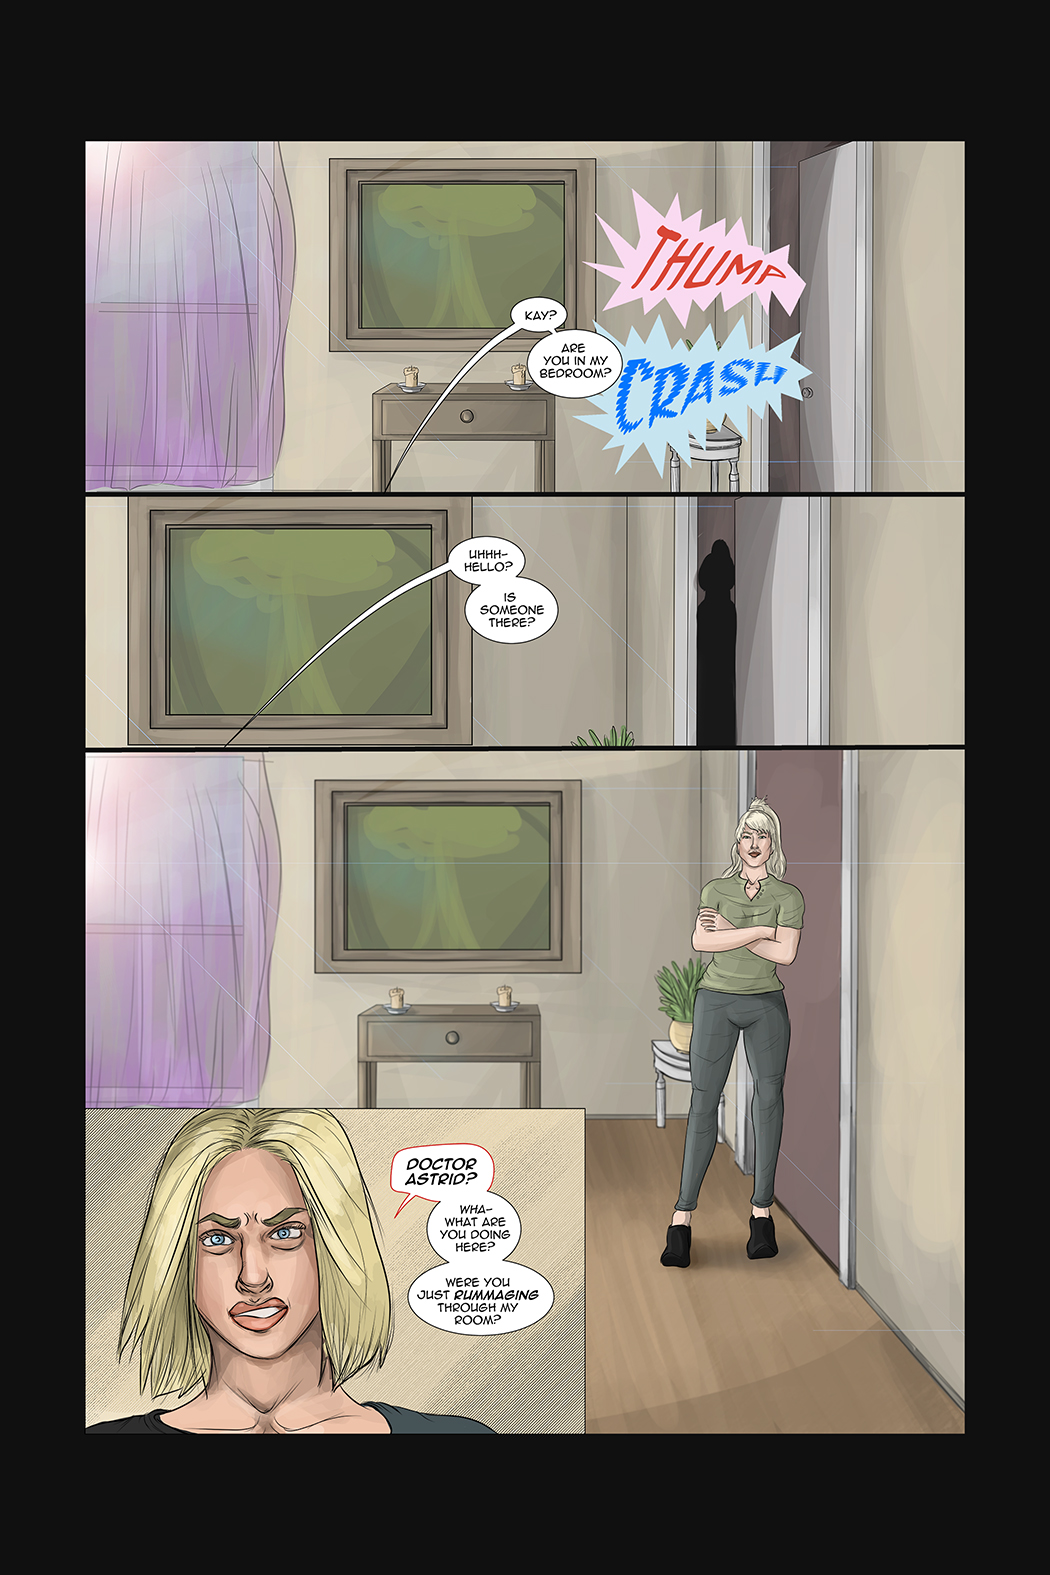 THUMP
CRASH
KAY?
ARE
YOU IN MY
BEDROOM?
UHHH-
HELLO?
IS
SOMEONE
THERE?
DOCTOR
ASTRID?
WHA-
WHAT ARE
YOU DOING
HERE?
WERE YOU
JUST RUMMAGING
THROUGH MY
ROOM?